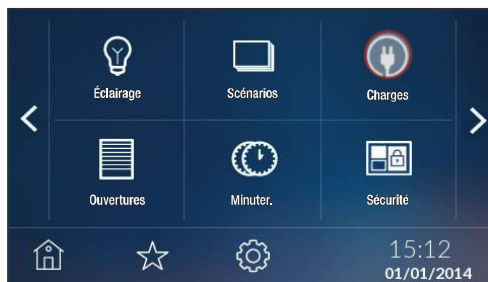 Éclairage
Scénarios
Charges
Ouvertures
Minuter.
Sécurité
15:12
01/01/2014